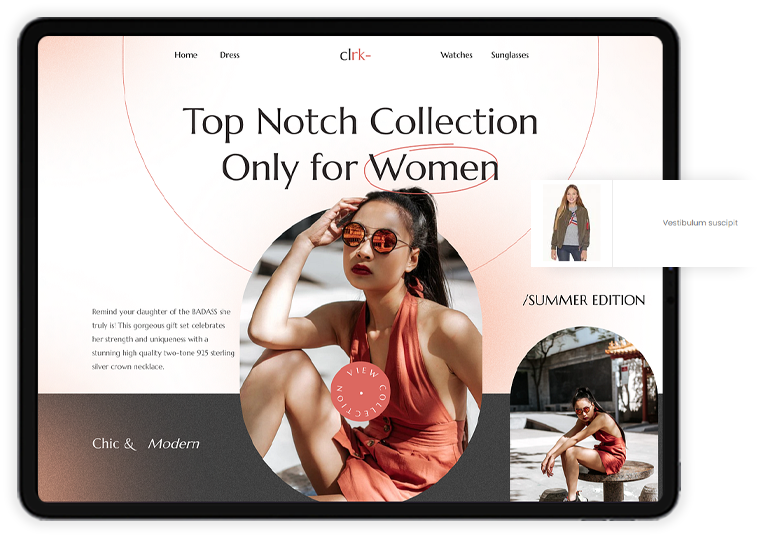 Home
Dress
clrk-
Watches
Sunglasses
Top Notch Collection
Only for Women
Vestibulum suscipit
/SUMMER EDITION
Remind your daughter of the BADASS she
truly is! This gorgeous gift set celebrates
her strength and uniqueness with a
stunning high quality two-tone 925 sterling
silver crown necklace.
VIEW COLLECTION
Chic & Modern